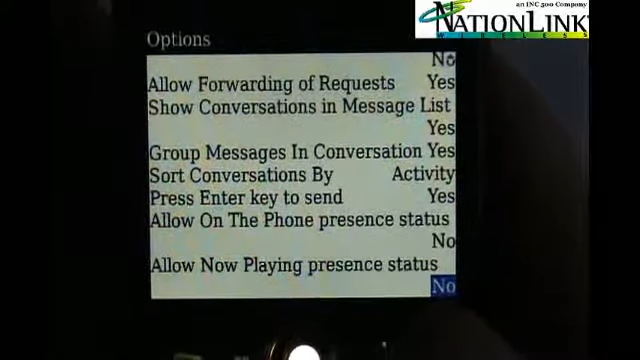 an INC 500 Company
NATIONLINK
WIRELESS
Options
No
Allow Forwarding of Requests Yes
Show Conversations in Message List
Yes
Group Messages In Conversation Yes
Sort Conversations By Activity
Press Enter key to send Yes
Allow On The Phone presence status
No
Allow Now Playing presence status
No